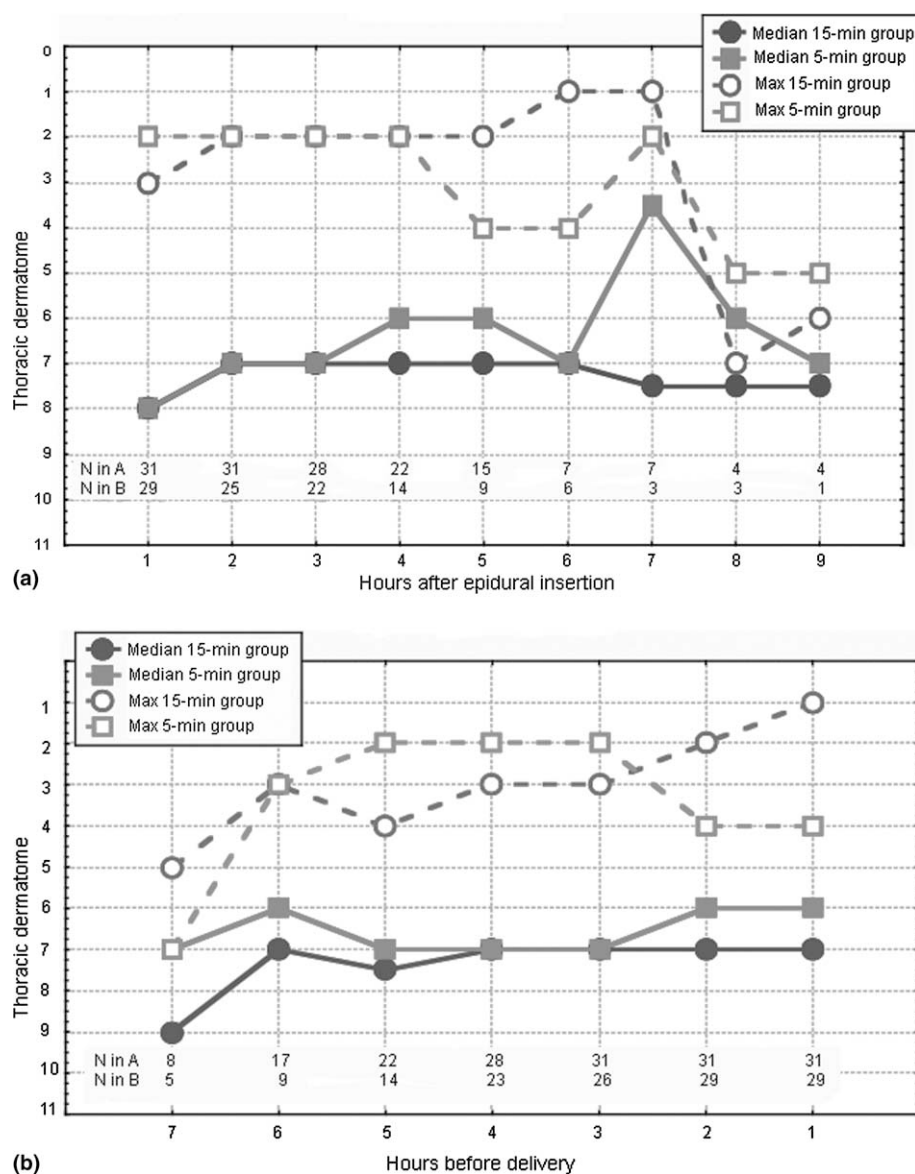 Median 15-min group
Median 5-min group
Max 15-min group
Max 5-min group
0
1
2
3
4
5
6
7
8
9
10
11
Thoracic dermatome
N in A 31 31 28 22 15 7 7 4 4
N in B 29 25 22 14 9 6 3 3 1
1 2 3 4 5 6 7 8 9
Hours after epidural insertion
(a)
Median 15-min group
Median 5-min group
Max 15-min group
Max 5-min group
1
2
3
4
5
6
7
8
9
10
11
Thoracic dermatome
N in A 8 17 22 28 31 31 31
N in B 5 9 14 23 26 29 29
7 6 5 4 3 2 1
Hours before delivery
(b)